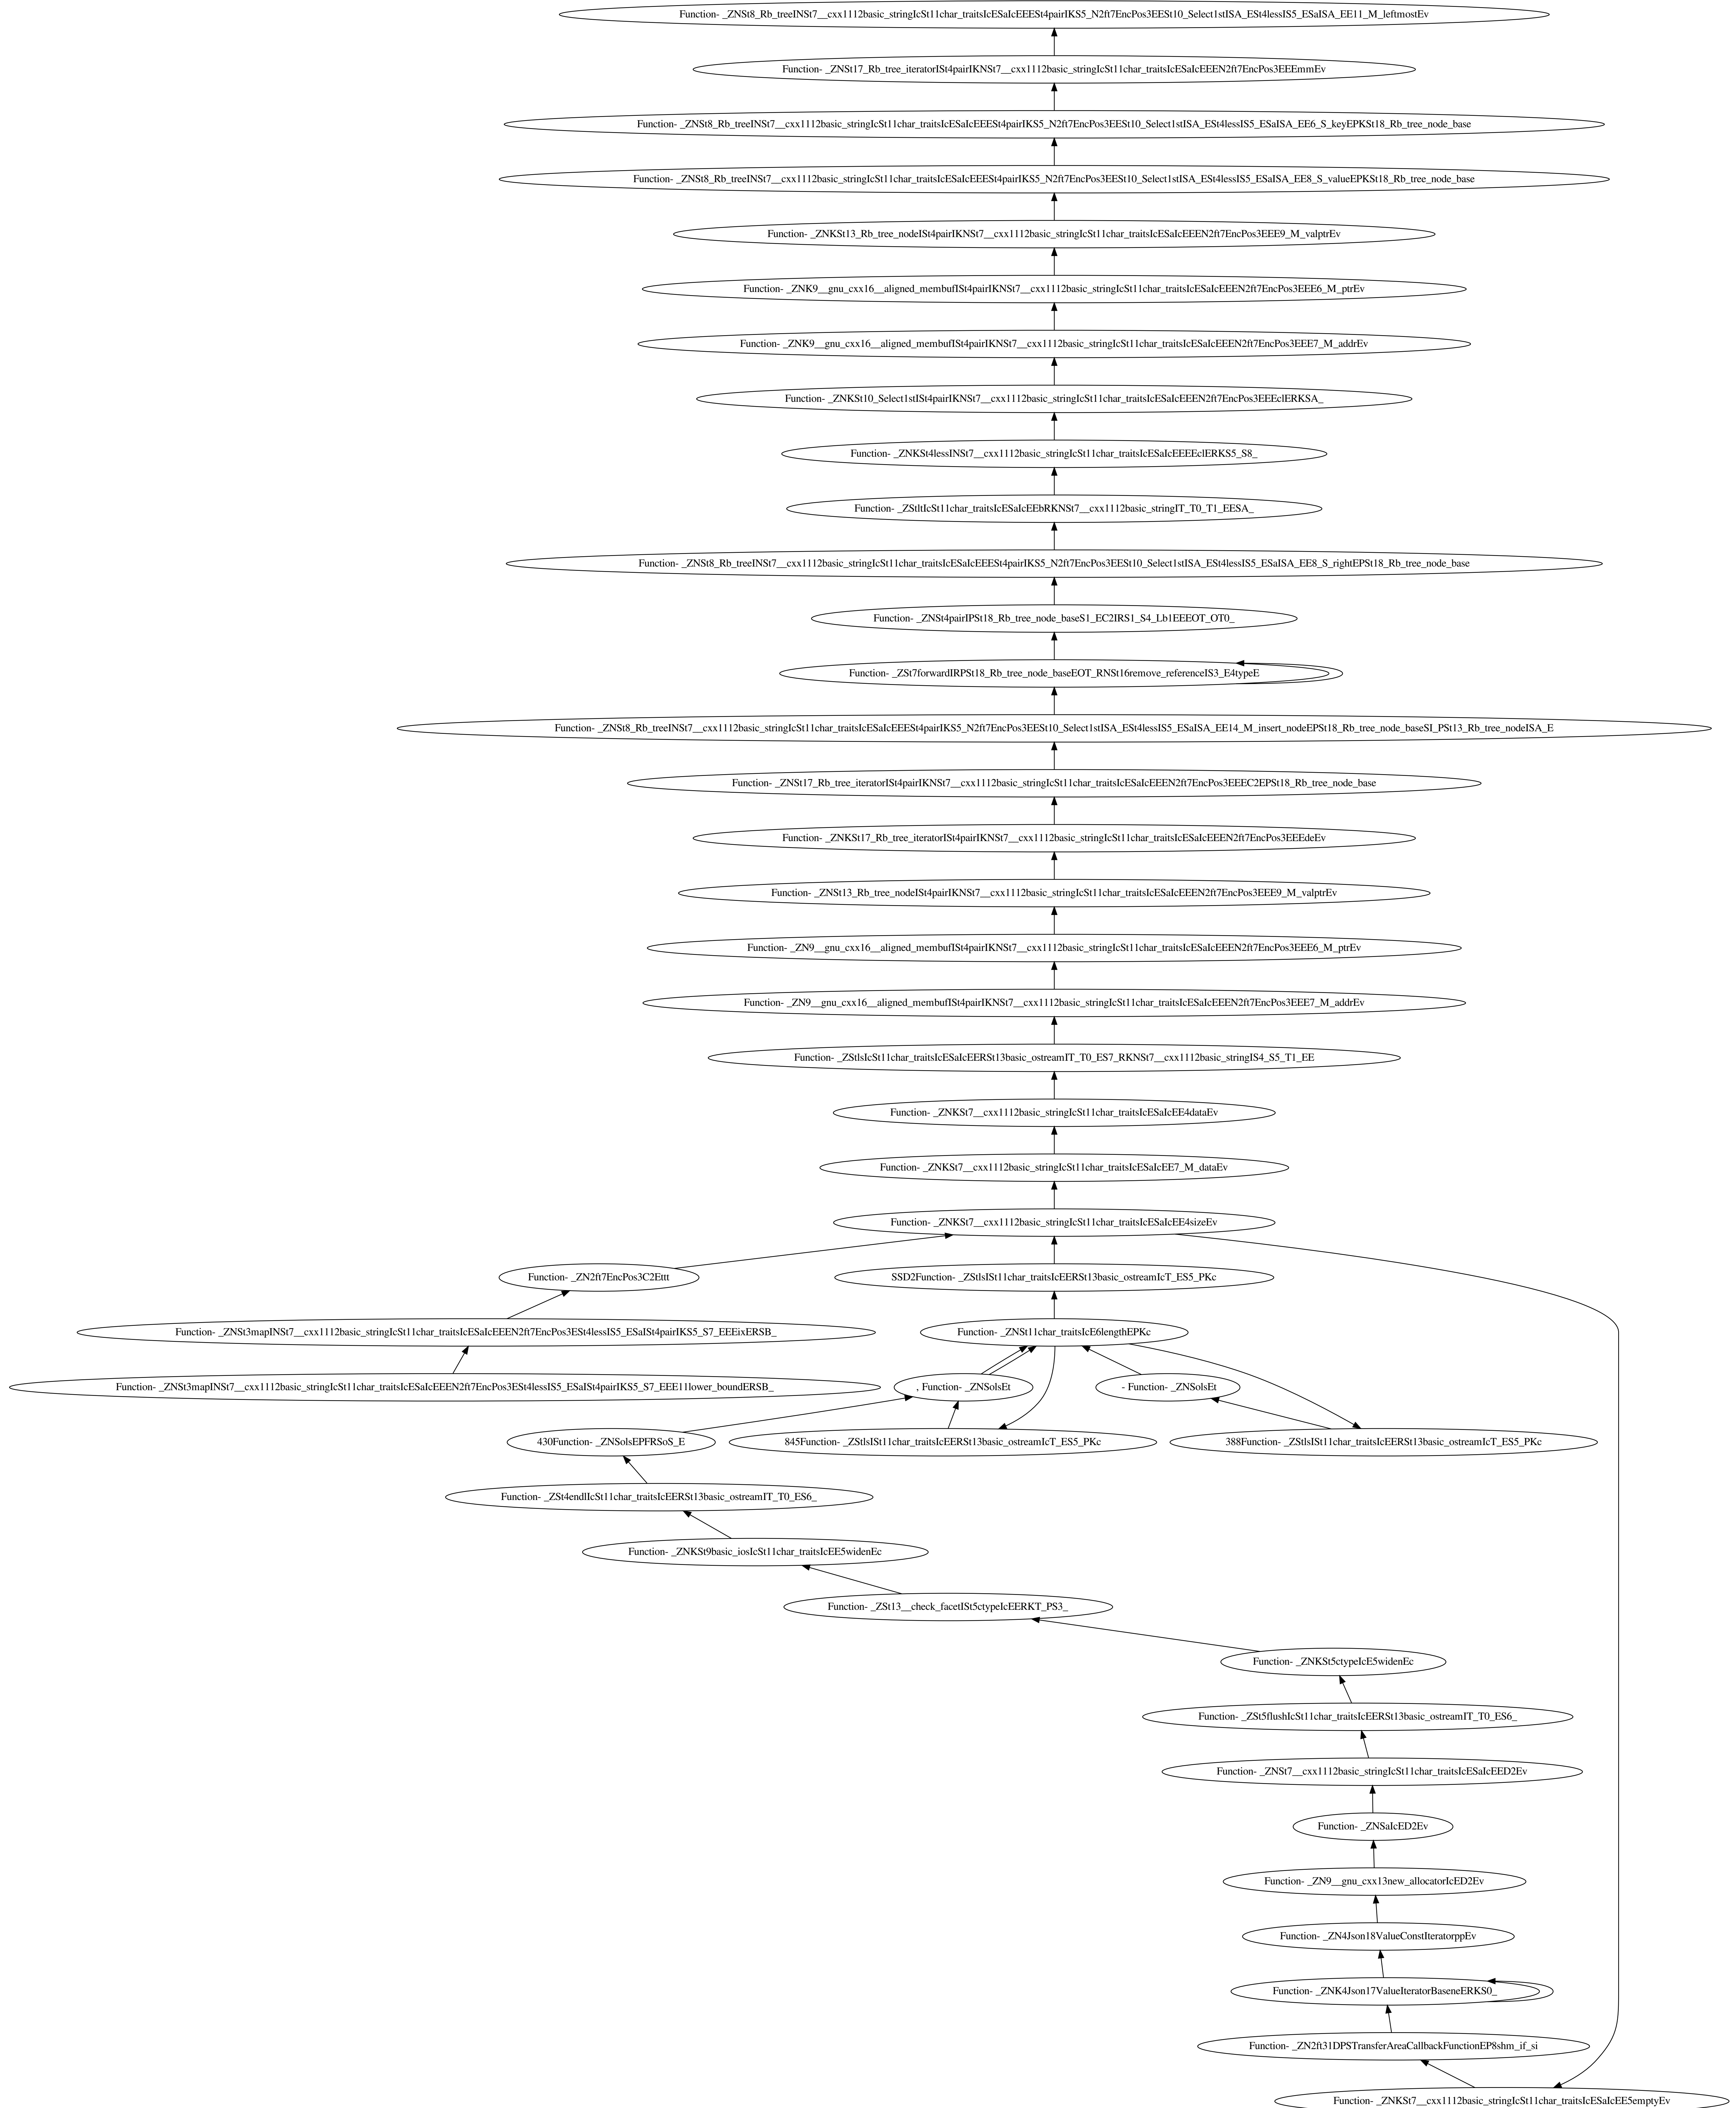 Function- _ZNSt8_Rb_treeINSt7__cxx1112basic_stringIcSt11char_traitsIcESaIcEEESt4pairIKS5_N2ft7EncPos3EESt10_Select1stISA_ESt4lessIS5_ESaISA_EE11_M_leftmostEv
Function- _ZNSt17_Rb_tree_iteratorISt4pairIKNSt7__cxx1112basic_stringIcSt11char_traitsIcESaIcEEEN2ft7EncPos3EEEmmEv
Function- _ZNSt8_Rb_treeINSt7__cxx1112basic_stringIcSt11char_traitsIcESaIcEEESt4pairIKS5_N2ft7EncPos3EESt10_Select1stISA_ESt4lessIS5_ESaISA_EE6_S_keyEPKSt18_Rb_tree_node_base
Function- _ZNSt8_Rb_treeINSt7__cxx1112basic_stringIcSt11char_traitsIcESaIcEEESt4pairIKS5_N2ft7EncPos3EESt10_Select1stISA_ESt4lessIS5_ESaISA_EE8_S_valueEPKSt18_Rb_tree_node_base
Function- _ZNKSt13_Rb_tree_nodeISt4pairIKNSt7__cxx1112basic_stringIcSt11char_traitsIcESaIcEEEN2ft7EncPos3EEE9_M_valptrEv
Function- _ZNK9__gnu_cxx16__aligned_membufISt4pairIKNSt7__cxx1112basic_stringIcSt11char_traitsIcESaIcEEEN2ft7EncPos3EEE6_M_ptrEv
Function- _ZNK9__gnu_cxx16__aligned_membufISt4pairIKNSt7__cxx1112basic_stringIcSt11char_traitsIcESaIcEEEN2ft7EncPos3EEE7_M_addrEv
Function- _ZNKSt10_Select1stISt4pairIKNSt7__cxx1112basic_stringIcSt11char_traitsIcESaIcEEEN2ft7EncPos3EEEclERKSA_
Function- _ZNKSt4lessINSt7__cxx1112basic_stringIcSt11char_traitsIcESaIcEEEEclERKS5_S8_
Function- _ZStltIcSt11char_traitsIcESaIcEEbRKNSt7__cxx1112basic_stringIT_T0_T1_EESA_
Function- _ZNSt8_Rb_treeINSt7__cxx1112basic_stringIcSt11char_traitsIcESaIcEEESt4pairIKS5_N2ft7EncPos3EESt10_Select1stISA_ESt4lessIS5_ESaISA_EE8_S_rightEPSt18_Rb_tree_node_base
Function- _ZNSt4pairIPSt18_Rb_tree_node_baseS1_EC2IRS1_S4_Lb1EEEOT_OT0_
Function- _ZSt7forwardIRPSt18_Rb_tree_node_baseEOT_RNSt16remove_referenceIS3_E4typeE
Function- _ZNSt8_Rb_treeINSt7__cxx1112basic_stringIcSt11char_traitsIcESaIcEEESt4pairIKS5_N2ft7EncPos3EESt10_Select1stISA_ESt4lessIS5_ESaISA_EE14_M_insert_nodeEPSt18_Rb_tree_node_baseSI_PSt13_Rb_tree_nodeISA_E
Function- _ZNSt17_Rb_tree_iteratorISt4pairIKNSt7__cxx1112basic_stringIcSt11char_traitsIcESaIcEEEN2ft7EncPos3EEEC2EPSt18_Rb_tree_node_base
Function- _ZNKSt17_Rb_tree_iteratorISt4pairIKNSt7__cxx1112basic_stringIcSt11char_traitsIcESaIcEEEN2ft7EncPos3EEEdeEv
Function- _ZNSt13_Rb_tree_nodeISt4pairIKNSt7__cxx1112basic_stringIcSt11char_traitsIcESaIcEEEN2ft7EncPos3EEE9_M_valptrEv
Function- _ZN9__gnu_cxx16__aligned_membufISt4pairIKNSt7__cxx1112basic_stringIcSt11char_traitsIcESaIcEEEN2ft7EncPos3EEE6_M_ptrEv
Function- _ZN9__gnu_cxx16__aligned_membufISt4pairIKNSt7__cxx1112basic_stringIcSt11char_traitsIcESaIcEEEN2ft7EncPos3EEE7_M_addrEv
Function- _ZStlsIcSt11char_traitsIcESaIcEERSt13basic_ostreamIT_T0_ES7_RKNSt7__cxx1112basic_stringIS4_S5_T1_EE
Function- _ZNKSt7__cxx1112basic_stringIcSt11char_traitsIcESaIcEE4dataEv
Function- _ZNKSt7__cxx1112basic_stringIcSt11char_traitsIcESaIcEE7_M_dataEv
Function- _ZNKSt7__cxx1112basic_stringIcSt11char_traitsIcESaIcEE4sizeEv
Function- _ZN2ft7EncPos3C2Ettt
SSD2Function- _ZStlsISt11char_traitsIcEERSt13basic_ostreamIcT_ES5_PKc
Function- _ZNSt3mapINSt7__cxx1112basic_stringIcSt11char_traitsIcESaIcEEEN2ft7EncPos3ESt4lessIS5_ESaISt4pairIKS5_S7_EEEixERSB_
Function- _ZNSt11char_traitsIcE6lengthEPKc
Function- _ZNSt3mapINSt7__cxx1112basic_stringIcSt11char_traitsIcESaIcEEEN2ft7EncPos3ESt4lessIS5_ESaISt4pairIKS5_S7_EEE11lower_boundERSB_
, Function- _ZNSolsEt
- Function- _ZNSolsEt
430Function- _ZNSolsEPFRSoS_E
845Function- _ZStlsISt11char_traitsIcEERSt13basic_ostreamIcT_ES5_PKc
388Function- _ZStlsISt11char_traitsIcEERSt13basic_ostreamIcT_ES5_PKc
Function- _ZSt4endlIcSt11char_traitsIcEERSt13basic_ostreamIT_T0_ES6_
Function- _ZNKSt9basic_iosIcSt11char_traitsIcEE5widenEc
Function- _ZSt13__check_facetISt5ctypeIcEERKT_PS3_
Function- _ZNKSt5ctypeIcE5widenEc
Function- _ZSt5flushIcSt11char_traitsIcEERSt13basic_ostreamIT_T0_ES6_
Function- _ZNSt7__cxx1112basic_stringIcSt11char_traitsIcESaIcEED2Ev
Function- _ZNSaIcED2Ev
Function- _ZN9__gnu_cxx13new_allocatorIcED2Ev
Function- _ZN4Json18ValueConstIteratorppEv
Function- _ZNK4Json17ValueIteratorBaseneERKS0_
Function- _ZN2ft31DPSTransferAreaCallbackFunctionEP8shm_if_si
Function- _ZNKSt7__cxx1112basic_stringIcSt11char_traitsIcESaIcEE5emptyEv